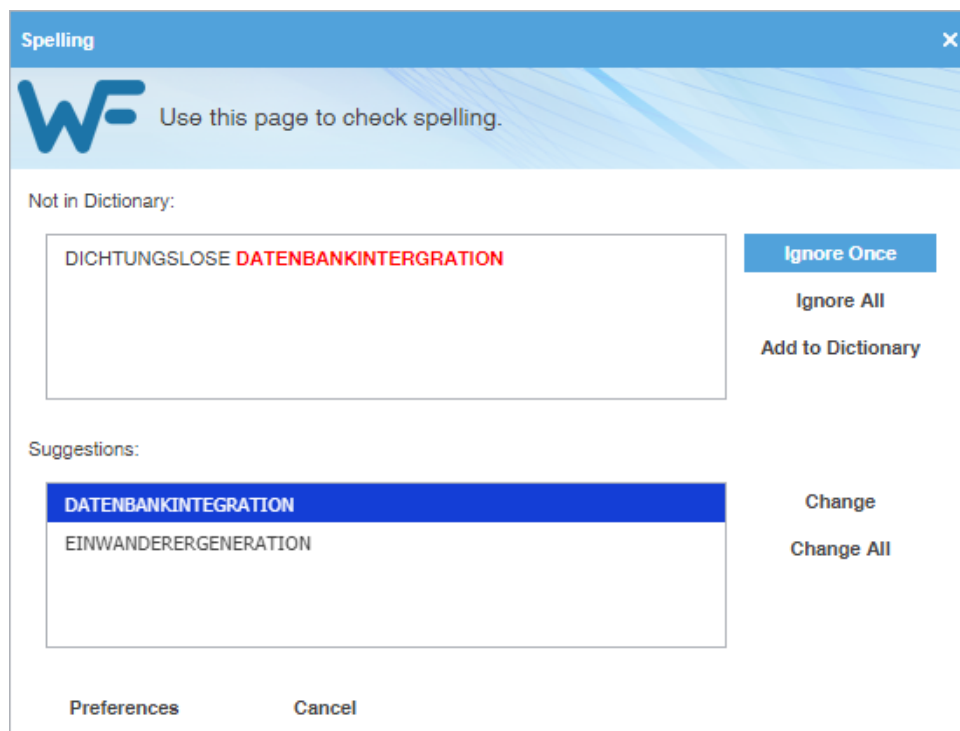 Spelling
WF Use this page to check spelling.
Not in Dictionary:
DICHTUNGSLOSE DATENBANKINTERGRATION
Ignore Once
Ignore All
Add to Dictionary
Suggestions:
DATENBANKINTEGRATION
EINWANDERERGENERATION
Change
Change All
Preferences Cancel